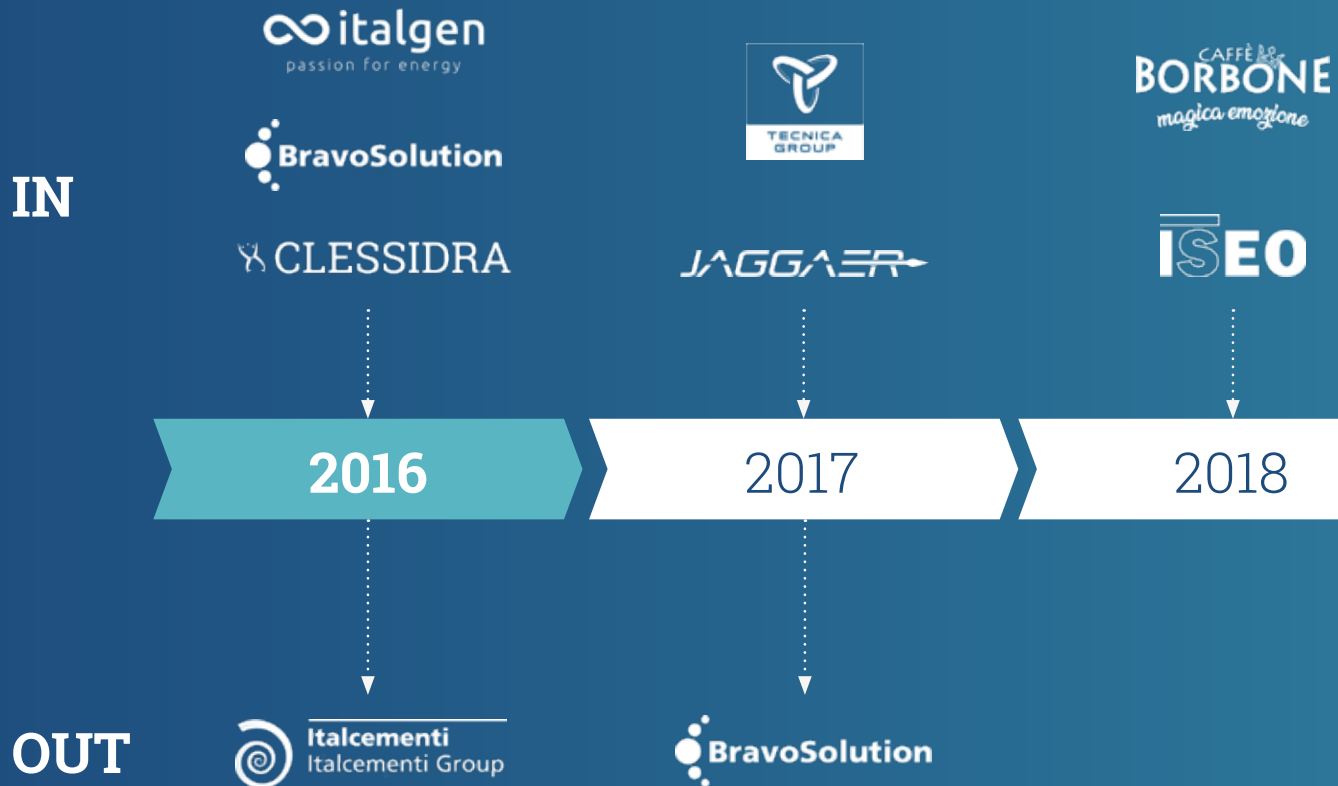 italgen
passion for energy
BravoSolution
CLESSIDRA
TECNICA
GROUP
JAGGAER
CAFFÈ
BORBONE
magica emozione
ISEO
IN
2016
2017
2018
OUT
Italcementi
Italcementi Group
BravoSolution